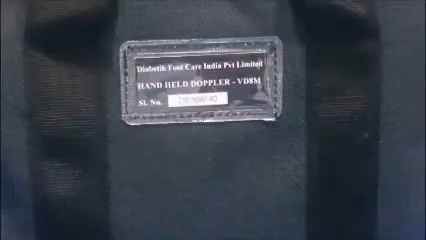 Diabetik Foot Care India Pvt Limited
HAND HELD DOPPLER - VD8M
Sl. No.